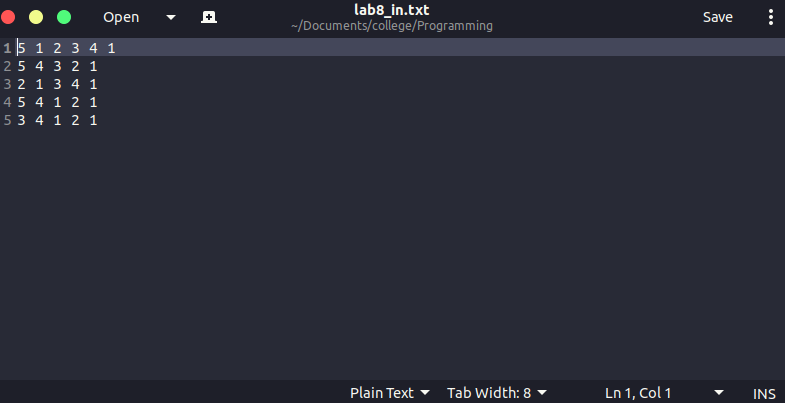 Open
lab8_in.txt
~/Documents/college/Programming
Save
1 5 1 2 3 4 1
2 5 4 3 2 1
3 2 1 3 4 1
4 5 4 1 2 1
5 3 4 1 2 1
Plain Text Tab Width: 8 Ln 1, Col 1 INS